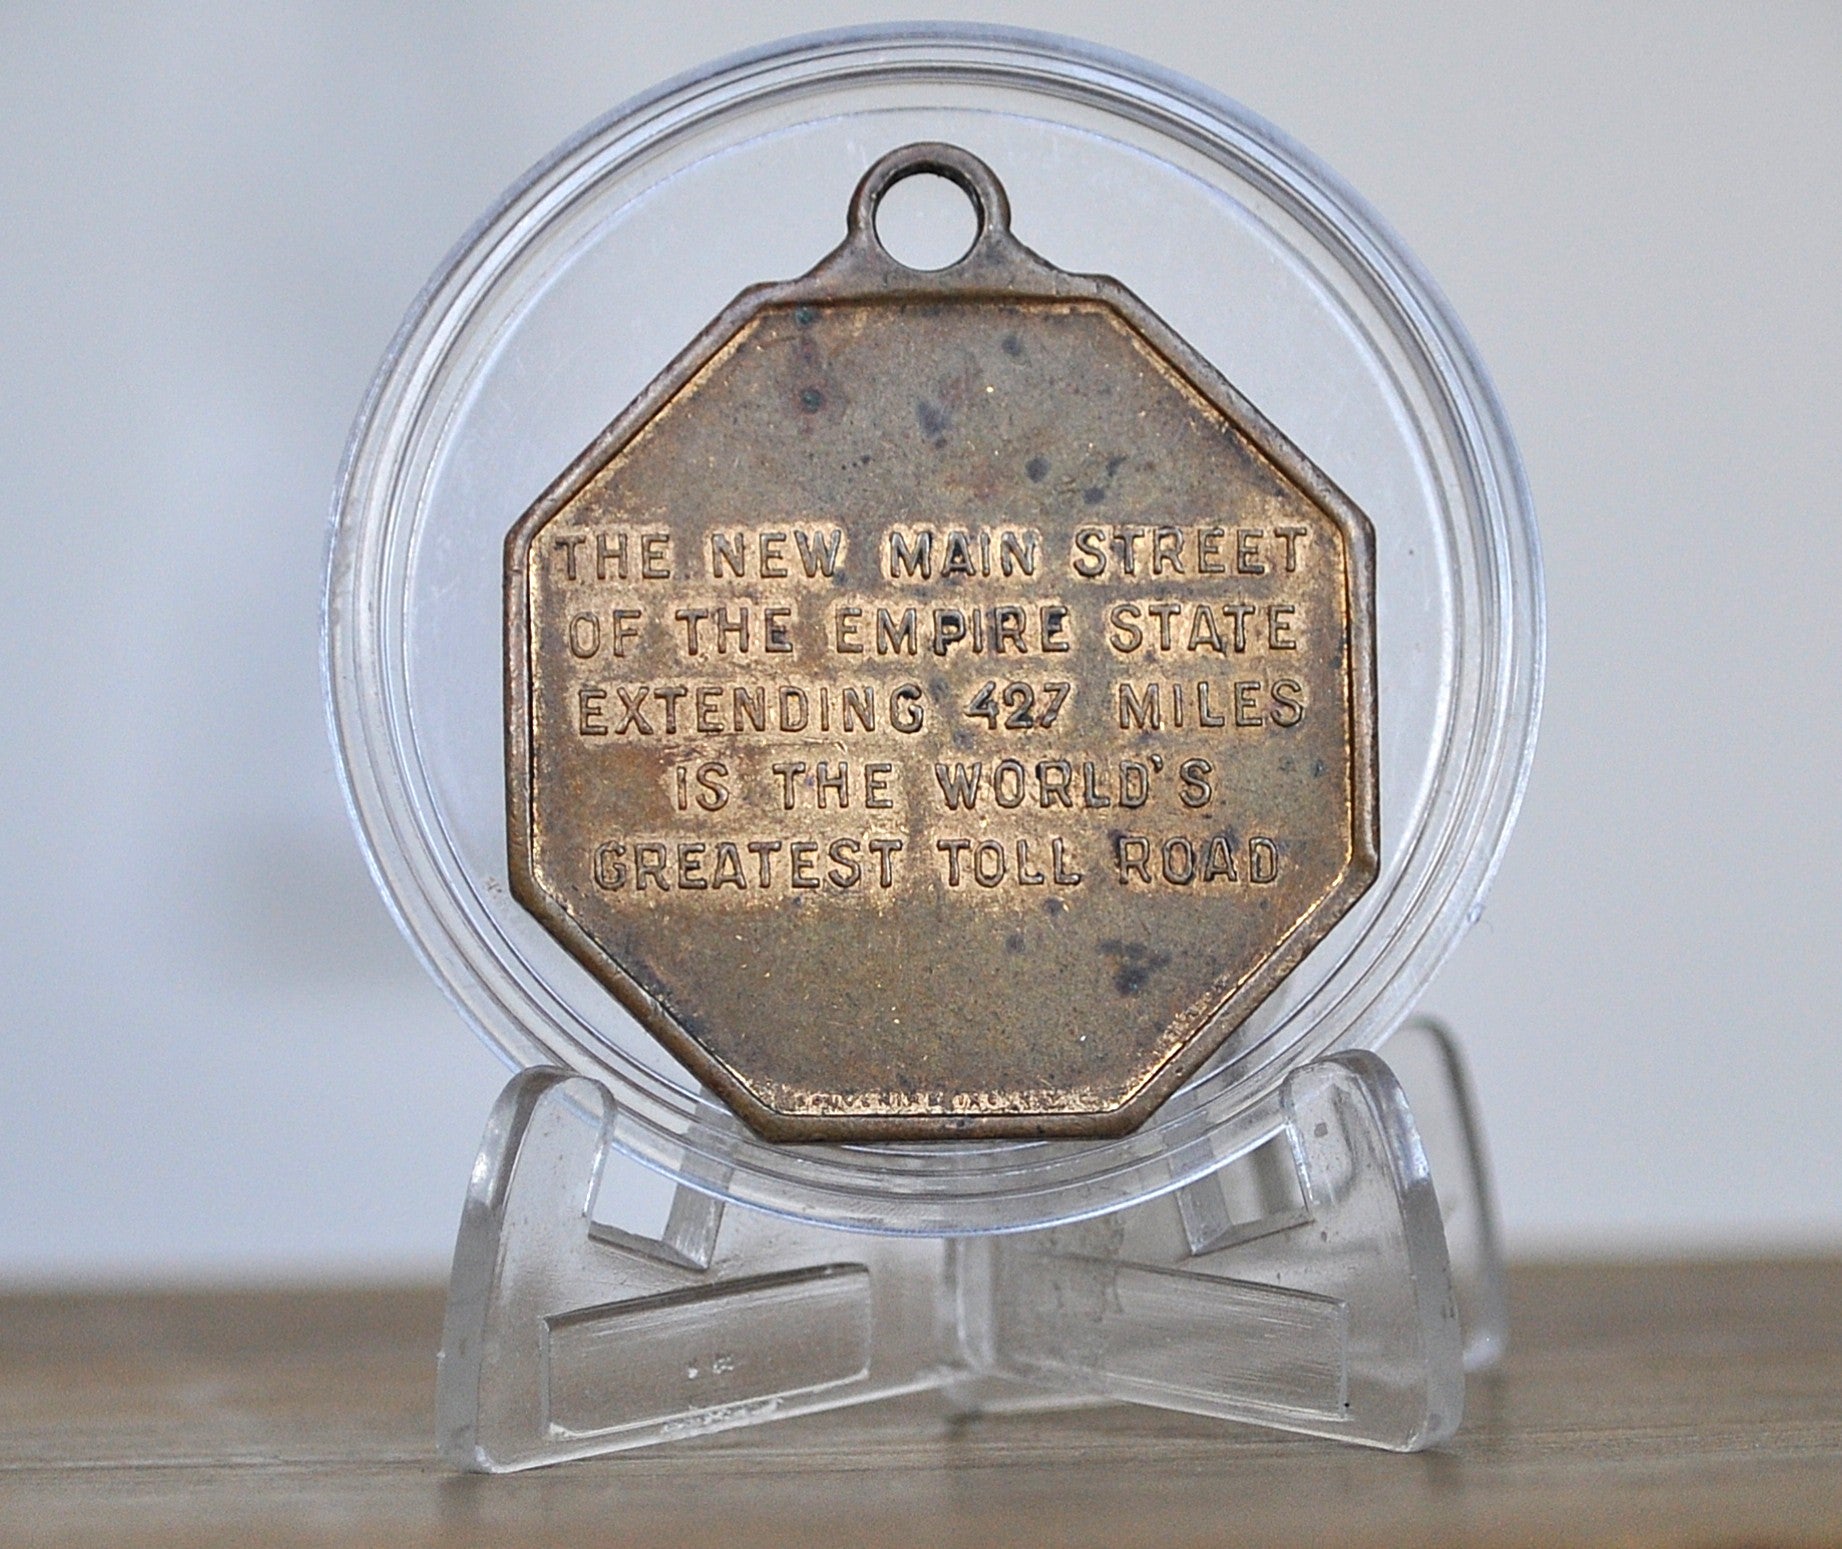 THE NEW MAIN STREET
OF THE EMPIRE STATE
EXTENDING 427 MILES
IS THE WORLD'S
GREATEST TOLL ROAD